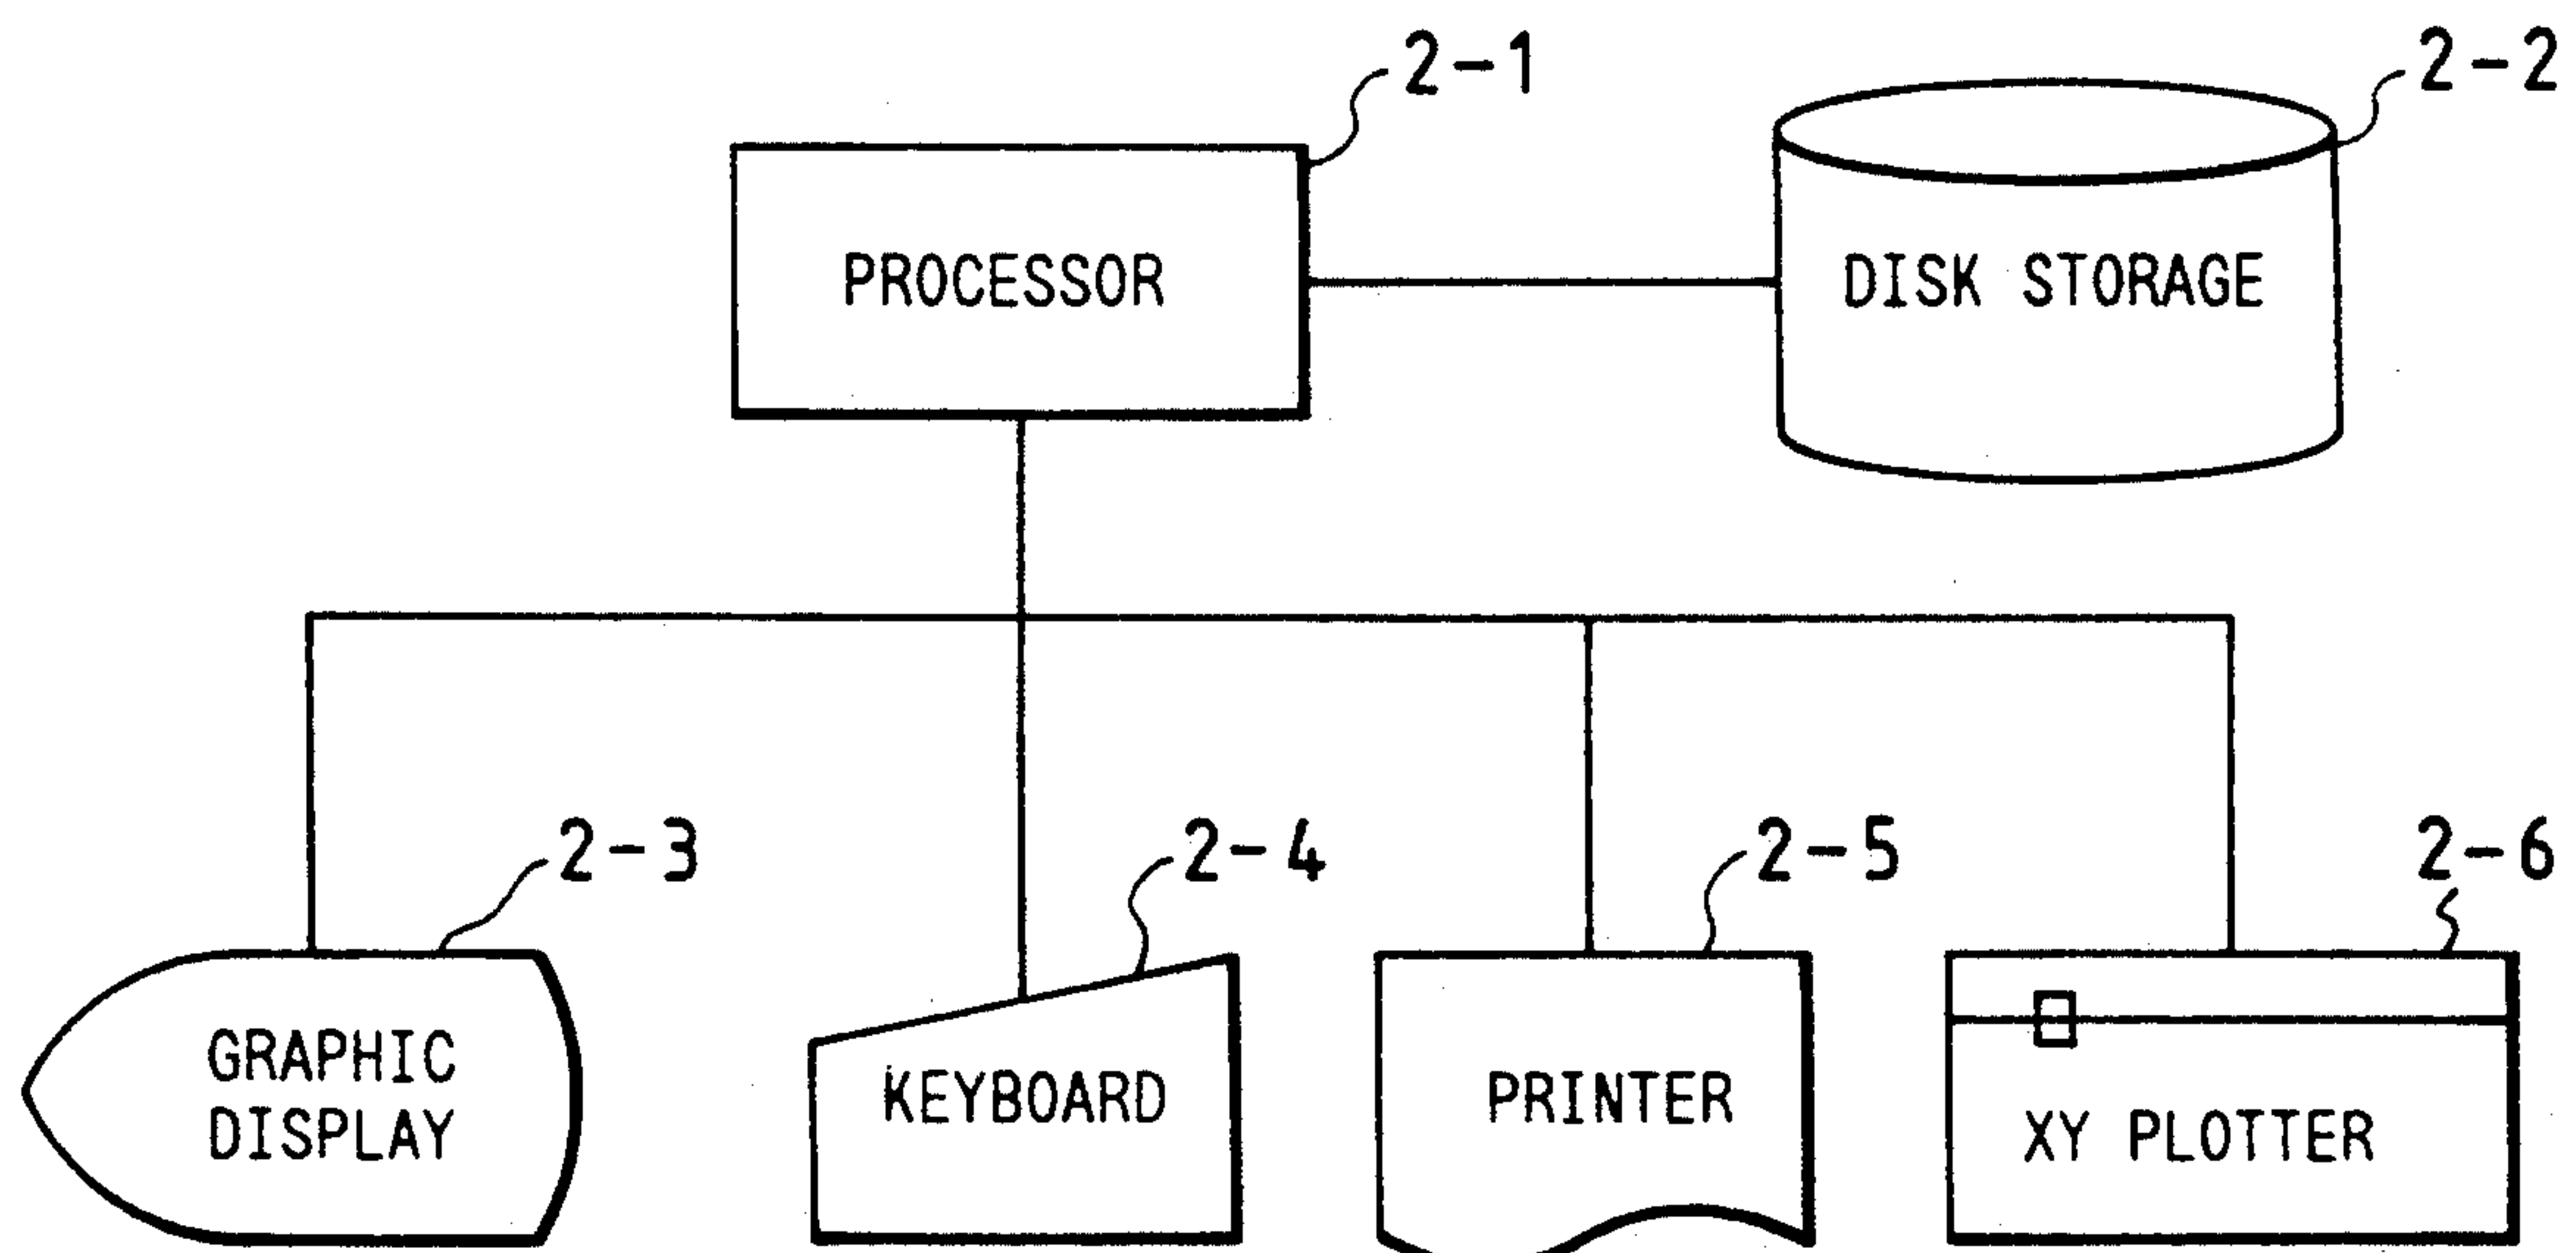 2-1
2-2
PROCESSOR
DISK STORAGE
2-3
2-4
2-5
2-6
GRAPHIC
DISPLAY
KEYBOARD
PRINTER
XY PLOTTER